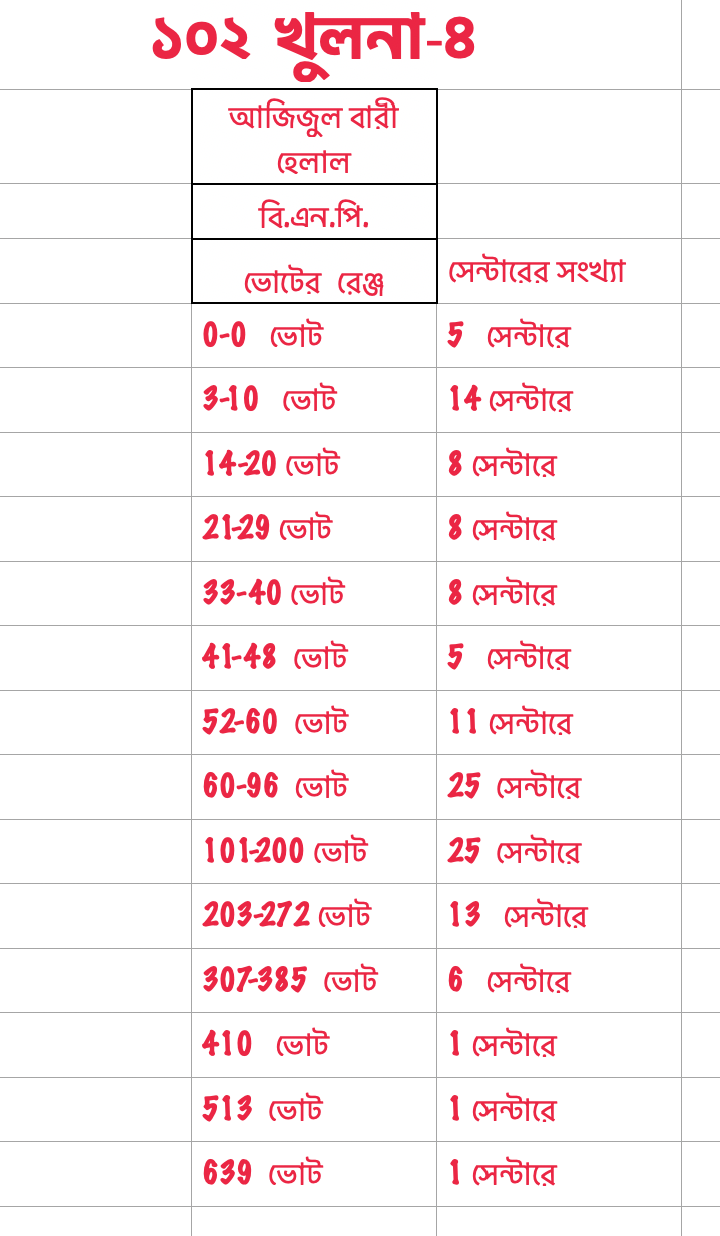 ১০২ খুলনা-৪
আজিজুল বারী
হেলাল
বি.এন.পি.
ভোটের রেঞ্জ সেন্টারের সংখ্যা
0-0 ভোট 5 সেন্টারে
3-10 ভোট 14 সেন্টারে
14-20 ভোট 8 সেন্টারে
21-29 ভোট 8 সেন্টারে
33-40 ভোট 8 সেন্টারে
41-48 ভোট 5 সেন্টারে
52-60 ভোট 11 সেন্টারে
60-96 ভোট 25 সেন্টারে
101-200 ভোট 25 সেন্টারে
203-272 ভোট 13 সেন্টারে
307-385 ভোট 6 সেন্টারে
410 ভোট 1 সেন্টারে
513 ভোট 1 সেন্টারে
639 ভোট 1 সেন্টারে